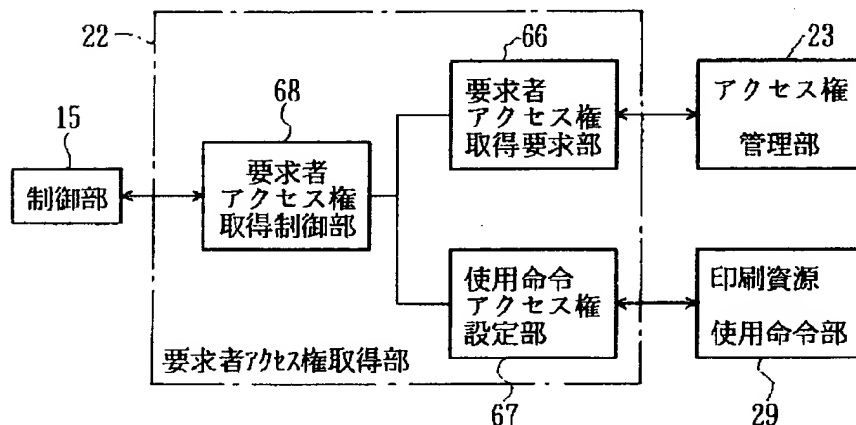 22
66
23
要求者
アクセス権
取得要求部
アクセス権
管理部
68
15
要求者
アクセス権
取得制御部
制御部
使用命令
アクセス権
設定部
印刷資源
使用命令部
要求者アクセス権取得部
67
29